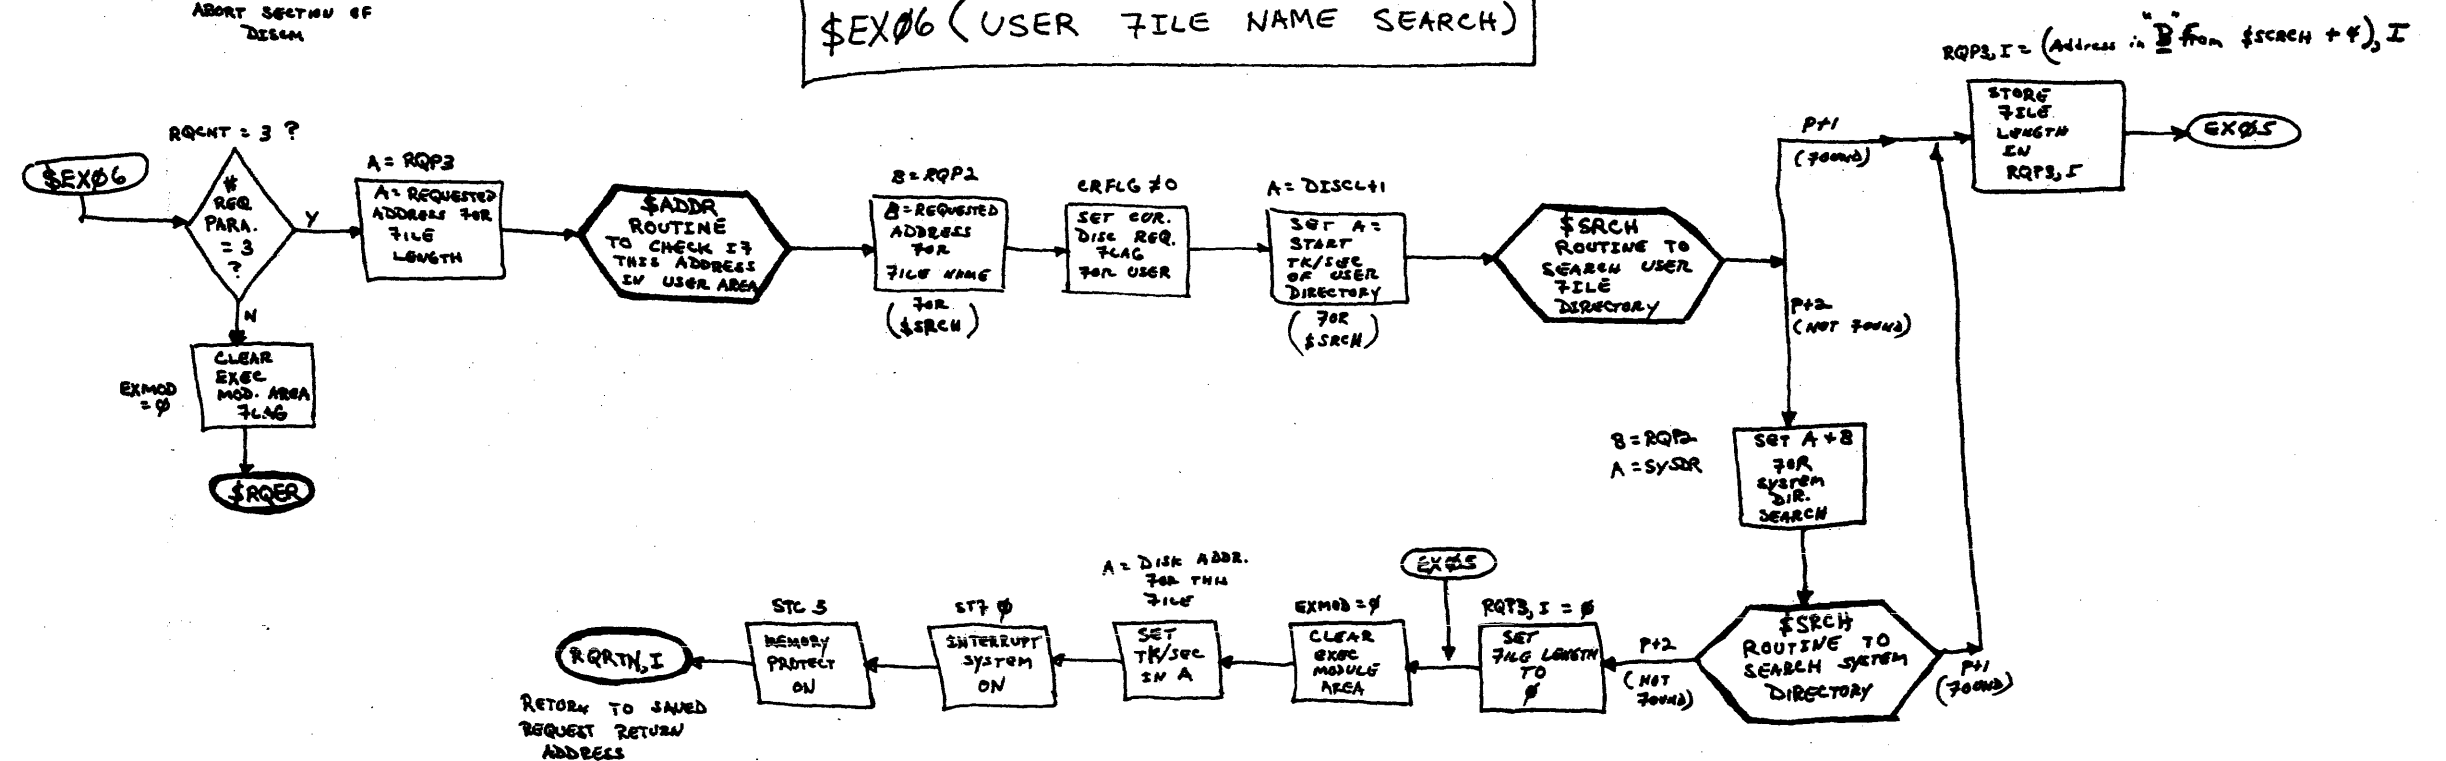 ABORT SECTION OF
DISCM
$EXØ6 (USER FILE NAME SEARCH)
RQP3, I = (Address in "B" from $SCRCH + 4), I
$EXØ6
RQCNT = 3 ?
#
REQ
PARA.
= 3
?
Y
N
CLEAR
EXEC
MOD. AREA
FLAG
EXMOD
= Ø
$RQER
A = RQP3
A = REQUESTED
ADDRESS FOR
FILE
LENGTH
$ADDR
ROUTINE
TO CHECK IF
THIS ADDRESS
IN USER AREA
B = RQP2
B = REQUESTED
ADDRESS
FOR
FILE NAME
(FOR
$SRCH)
CRFLG ≠ 0
SET CUR.
DISC REQ.
FLAG
FOR USER
A = DISCL+1
SET A =
START
TK/SEC
OF USER
DIRECTORY
(FOR
$SRCH)
$SRCH
ROUTINE TO
SEARCH USER
FILE
DIRECTORY
P+1
(FOUND)
STORE
FILE
LENGTH
IN
RQP3, I
EXØ5
P+2
(NOT FOUND)
B = RQP2
A = SYSDR
SET A + B
FOR
SYSTEM
DIR.
SEARCH
$SRCH
ROUTINE TO
SEARCH SYSTEM
DIRECTORY
P+1
(FOUND)
P+2
(NOT
FOUND)
RQP3, I = Ø
SET
FILE LENGTH
TO
Ø
EXØ5
EXMOD = Ø
CLEAR
EXEC
MODULE
AREA
A = DISK ADDR.
FOR THIS
FILE
SET
TK/SEC
IN A
STF Ø
INTERRUPT
SYSTEM
ON
STC 5
MEMORY
PROTECT
ON
RQRTN, I
RETURN TO SAVED
REQUEST RETURN
ADDRESS